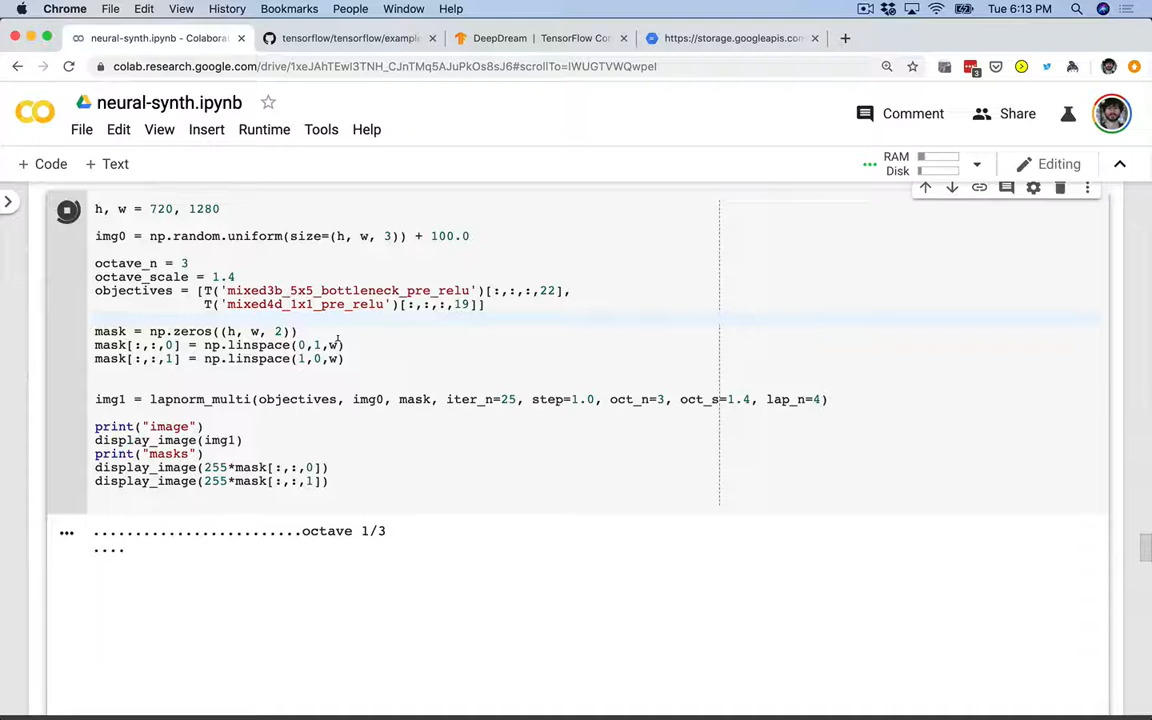 Chrome File Edit View History Bookmarks People Window Help Tue 6:13 PM
neural-synth.ipynb - Colaborat tensorflow/tensorflow/example DeepDream | TensorFlow Cor https://storage.googleapis.com
colab.research.google.com/drive/1xeJAhTEwI3TNH_CJnTMq5AJuPkOs8sJ6#scrollTo=IWUGTVWQwpeI
3
CO neural-synth.ipynb Comment Share
File Edit View Insert Runtime Tools Help
+ Code + Text RAM Disk Editing
h, w = 720, 1280
img0 = np.random.uniform(size=(h, w, 3)) + 100.0
octave_n = 3
octave_scale = 1.4
objectives = [T('mixed3b_5x5_bottleneck_pre_relu')[:,:,:,22],
T('mixed4d_1x1_pre_relu')[:,:,:,19]]
mask = np.zeros((h, w, 2))
mask[:,:,0] = np.linspace(0,1,w)
mask[:,:,1] = np.linspace(1,0,w)
img1 = lapnorm_multi(objectives, img0, mask, iter_n=25, step=1.0, oct_n=3, oct_s=1.4, lap_n=4)
print("image")
display_image(img1)
print("masks")
display_image(255*mask[:,:,0])
display_image(255*mask[:,:,1])
.........................octave 1/3
....